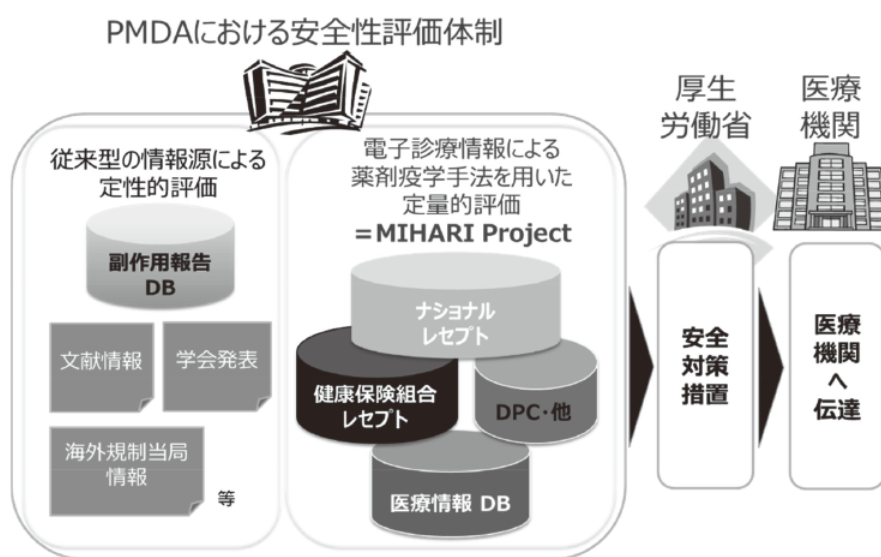 PMDAにおける安全性評価体制
従来型の情報源による
定性的評価
副作用報告
DB
文献情報
学会発表
海外規制当局
情報
等
電子診療情報による
薬剤疫学手法を用いた
定量的評価
=MIHARI Project
ナショナル
レセプト
健康保険組合
レセプト
DPC・他
医療情報 DB
厚生
労働省
安全
対策
措置
医療
機関
医療
機関
へ
伝達